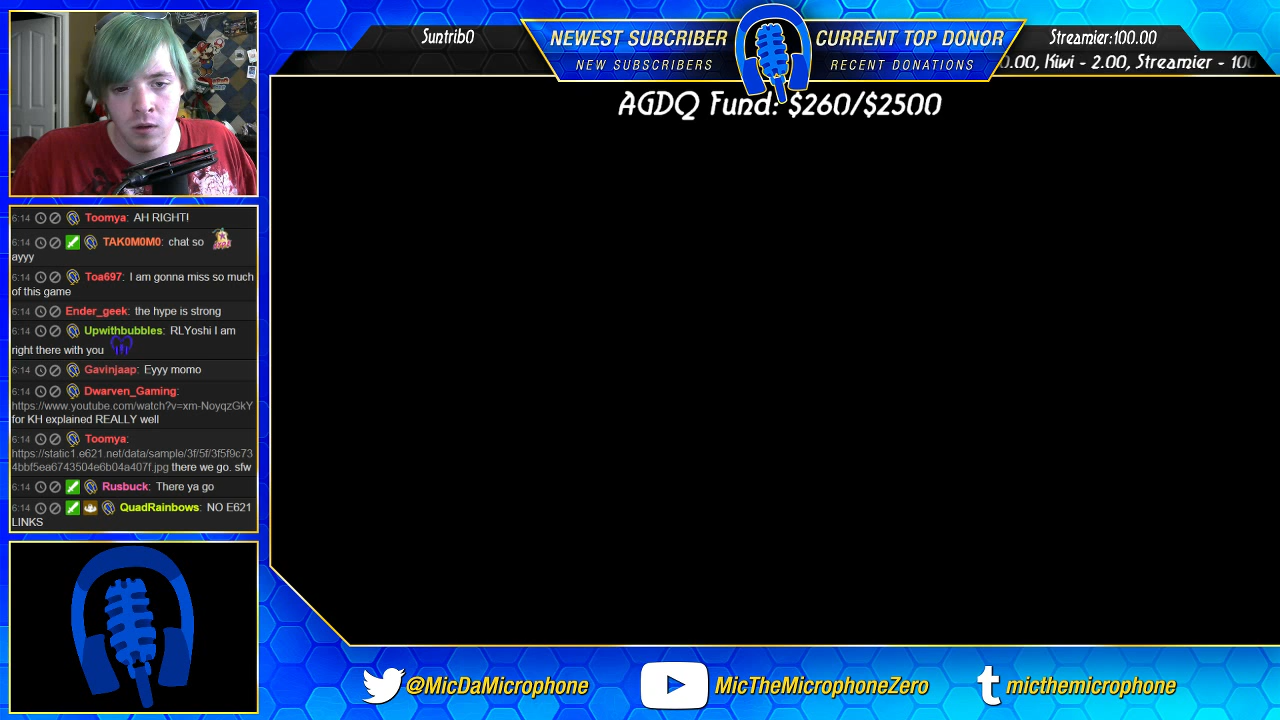 Suntrib0
NEWEST SUBCRIBER
NEW SUBSCRIBERS
CURRENT TOP DONOR
RECENT DONATIONS
Streamier:100.00
0.00, Kiwi - 2.00, Streamier - 100
AGDQ Fund: $260/$2500
6:14 Toomya: AH RIGHT!
6:14 TAK0M0M0: chat so
ayyy
6:14 Toa697: I am gonna miss so much
of this game
6:14 Ender_geek: the hype is strong
6:14 Upwithbubbles: RLYoshi I am
right there with you
6:14 Gavinjaap: Eyyy momo
6:14 Dwarven_Gaming:
https://www.youtube.com/watch?v=xm-NoyqzGkY
for KH explained REALLY well
6:14 Toomya:
https://static1.e621.net/data/sample/3f/5f/3f5f9c73
4bbf5ea6743504e6b04a407f.jpg there we go. sfw
6:14 Rusbuck: There ya go
6:14 QuadRainbows: NO E621
LINKS
@MicDaMicrophone
MicTheMicrophoneZero
micthemicrophone